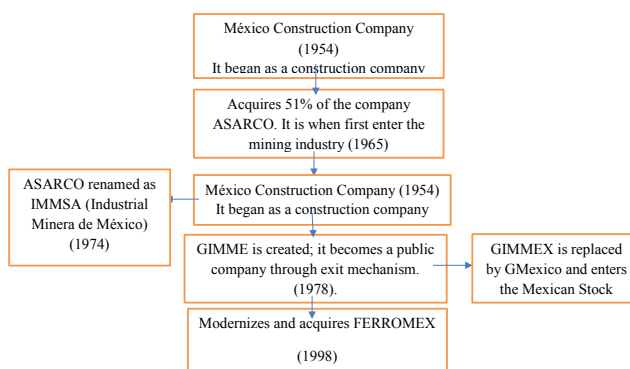 México Construction Company
(1954)
It began as a construction company
Acquires 51% of the company
ASARCO. It is when first enter the
mining industry (1965)
ASARCO renamed as
IMMSA (Industrial
Minera de México)
(1974)
México Construction Company (1954)
It began as a construction company
GIMME is created; it becomes a public
company through exit mechanism.
(1978).
GIMMEX is replaced
by GMexico and enters
the Mexican Stock
Modernizes and acquires FERROMEX
(1998)